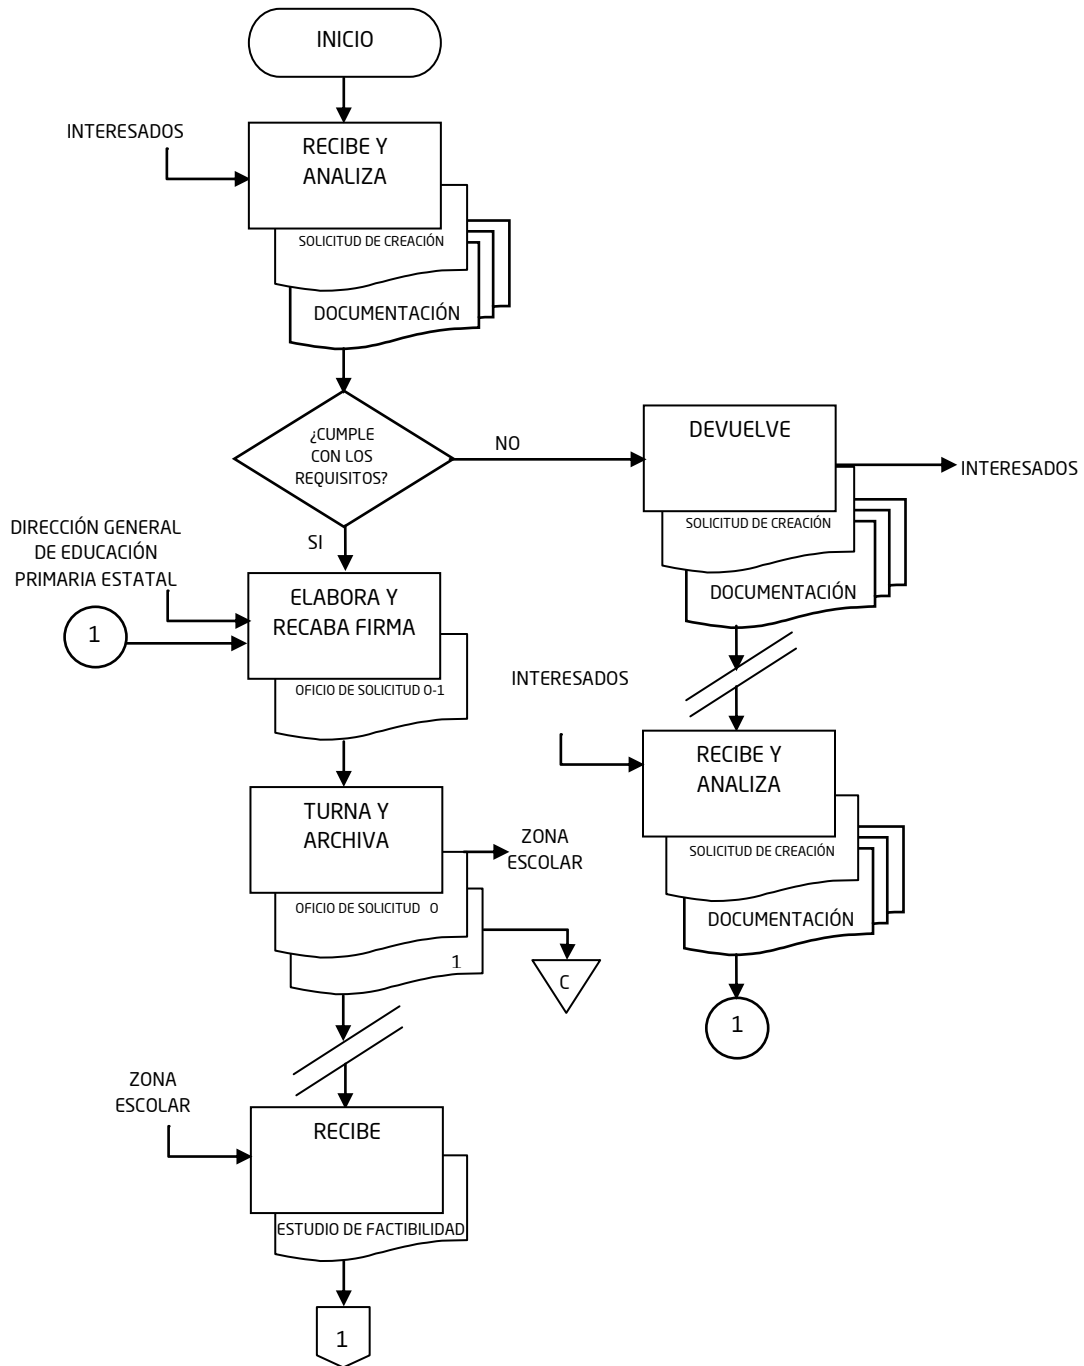 INICIO
INTERESADOS
RECIBE Y
ANALIZA
SOLICITUD DE CREACIÓN
DOCUMENTACIÓN
¿CUMPLE
CON LOS
REQUISITOS?
NO
DEVUELVE
INTERESADOS
SOLICITUD DE CREACIÓN
DOCUMENTACIÓN
SI
DIRECCIÓN GENERAL
DE EDUCACIÓN
PRIMARIA ESTATAL
1
ELABORA Y
RECABA FIRMA
OFICIO DE SOLICITUD O-1
INTERESADOS
RECIBE Y
ANALIZA
SOLICITUD DE CREACIÓN
DOCUMENTACIÓN
1
TURNA Y
ARCHIVA
ZONA
ESCOLAR
OFICIO DE SOLICITUD O
1
C
ZONA
ESCOLAR
RECIBE
ESTUDIO DE FACTIBILIDAD
1